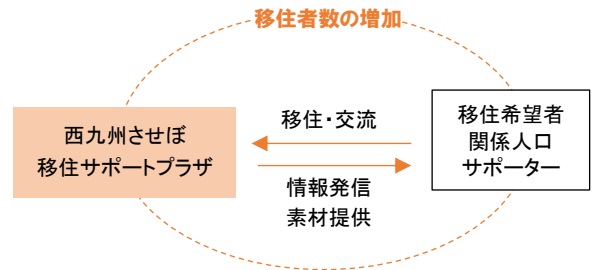 移住者数の増加
西九州させぼ
移住サポートプラザ
移住・交流
情報発信
素材提供
移住希望者
関係人口
サポーター